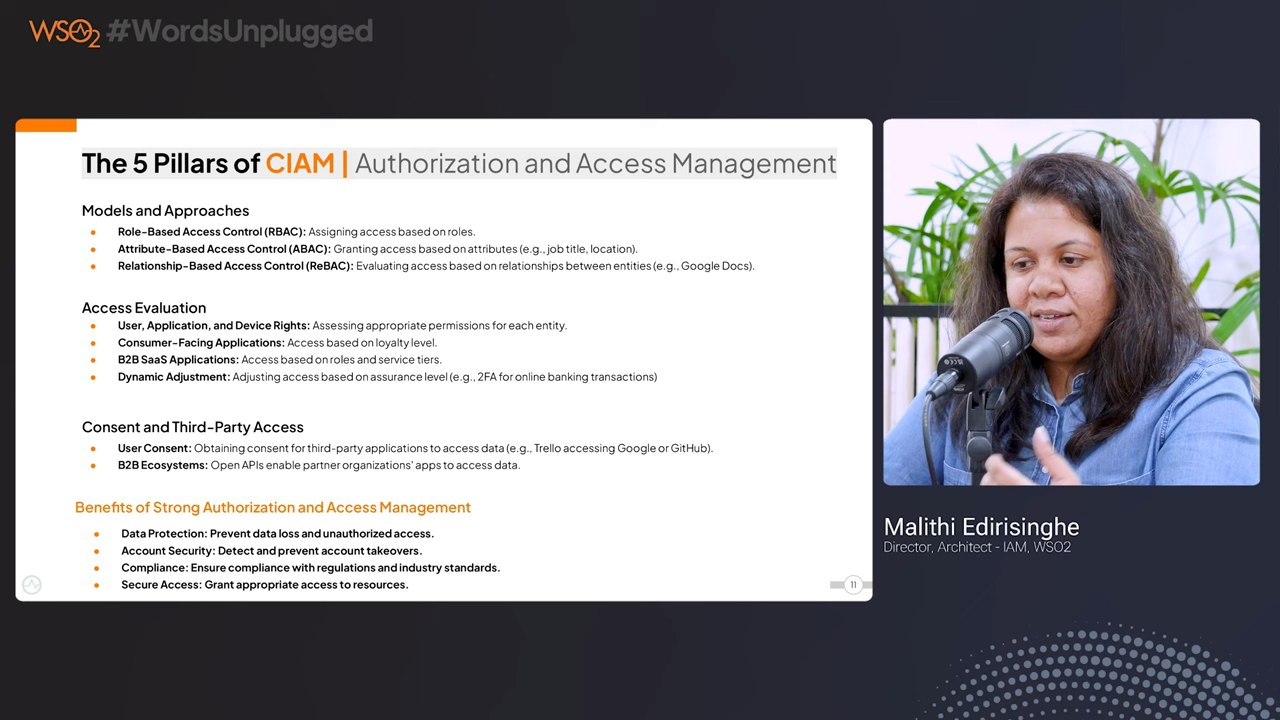 WSO2 #WordsUnplugged
The 5 Pillars of CIAM | Authorization and Access Management
Models and Approaches
• Role-Based Access Control (RBAC): Assigning access based on roles.
• Attribute-Based Access Control (ABAC): Granting access based on attributes (e.g., job title, location).
• Relationship-Based Access Control (ReBAC): Evaluating access based on relationships between entities (e.g., Google Docs).
Access Evaluation
• User, Application, and Device Rights: Assessing appropriate permissions for each entity.
• Consumer-Facing Applications: Access based on loyalty level.
• B2B SaaS Applications: Access based on roles and service tiers.
• Dynamic Adjustment: Adjusting access based on assurance level (e.g., 2FA for online banking transactions)
Consent and Third-Party Access
• User Consent: Obtaining consent for third-party applications to access data (e.g., Trello accessing Google or GitHub).
• B2B Ecosystems: Open APIs enable partner organizations' apps to access data.
Benefits of Strong Authorization and Access Management
• Data Protection: Prevent data loss and unauthorized access.
• Account Security: Detect and prevent account takeovers.
• Compliance: Ensure compliance with regulations and industry standards.
• Secure Access: Grant appropriate access to resources.
11
Malithi Edirisinghe
Director, Architect - IAM, WSO2